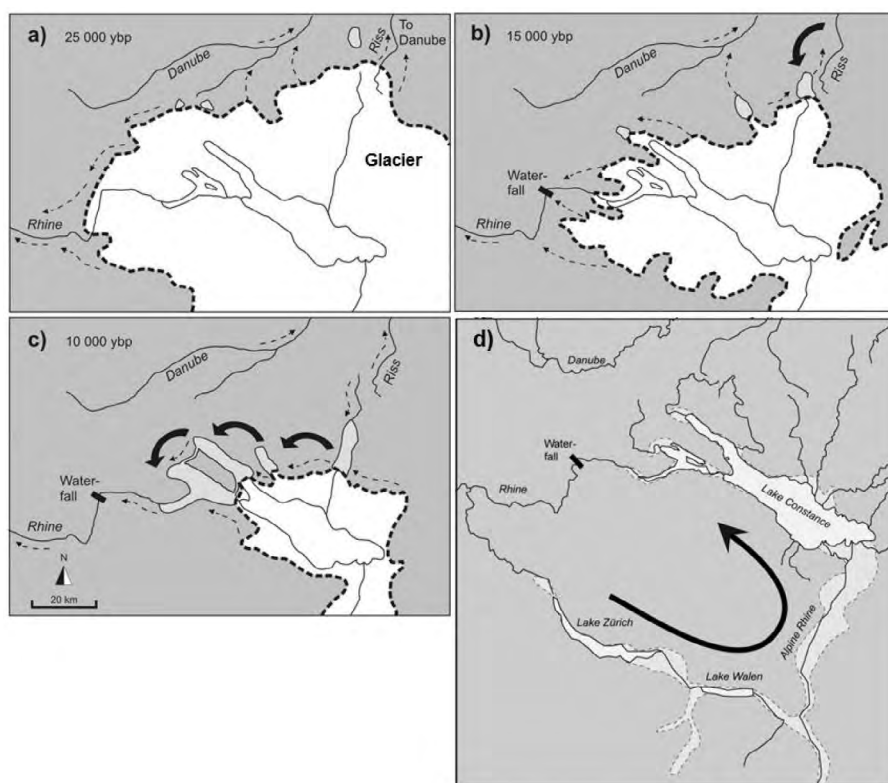 a)
25 000 ybp
Danube
Riss
To
Danube
Glacier
Rhine
b)
15 000 ybp
Danube
Riss
Water-
fall
Rhine
c)
10 000 ybp
Danube
Riss
Water-
fall
Rhine
N
20 km
d)
Danube
Water-
fall
Rhine
Lake Constance
Lake Zürich
Alpine Rhine
Lake Walen